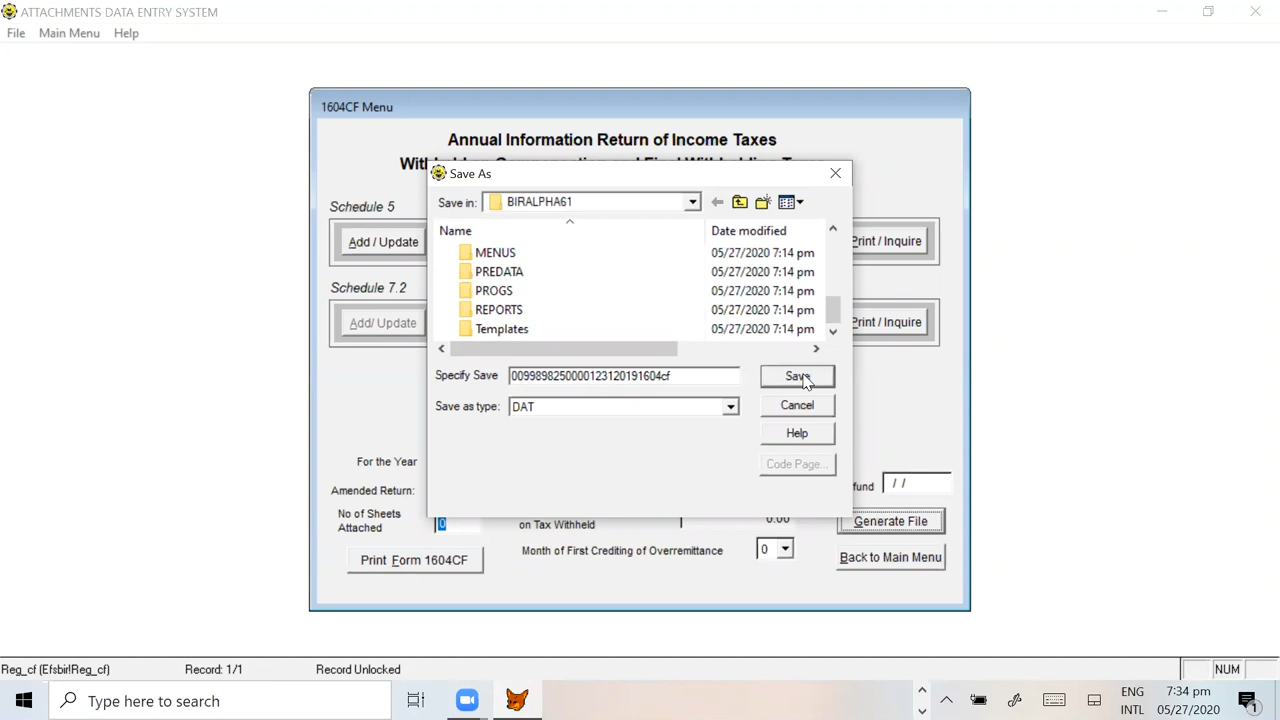 ATTACHMENTS DATA ENTRY SYSTEM
File Main Menu Help
1604CF Menu
Annual Information Return of Income Taxes
Save As
Save in: BIRALPHA61
Name Date modified
MENUS 05/27/2020 7:14 pm
PREDATA 05/27/2020 7:14 pm
PROGS 05/27/2020 7:14 pm
REPORTS 05/27/2020 7:14 pm
Templates 05/27/2020 7:14 pm
Specify Save 0099898250000123120191604cf Save
Save as type: DAT Cancel
Help
Code Page...
Schedule 5
Add / Update Print / Inquire
Schedule 7.2
Add/ Update Print / Inquire
For the Year
Amended Return: fund / /
No of Sheets
Attached 0 on Tax Withheld 0.00 Generate File
Print Form 1604CF Month of First Crediting of Overremittance 0 Back to Main Menu
Reg_cf (Efsbir!Reg_cf) Record: 1/1 Record Unlocked NUM
Type here to search ENG 7:34 pm
INTL 05/27/2020 1